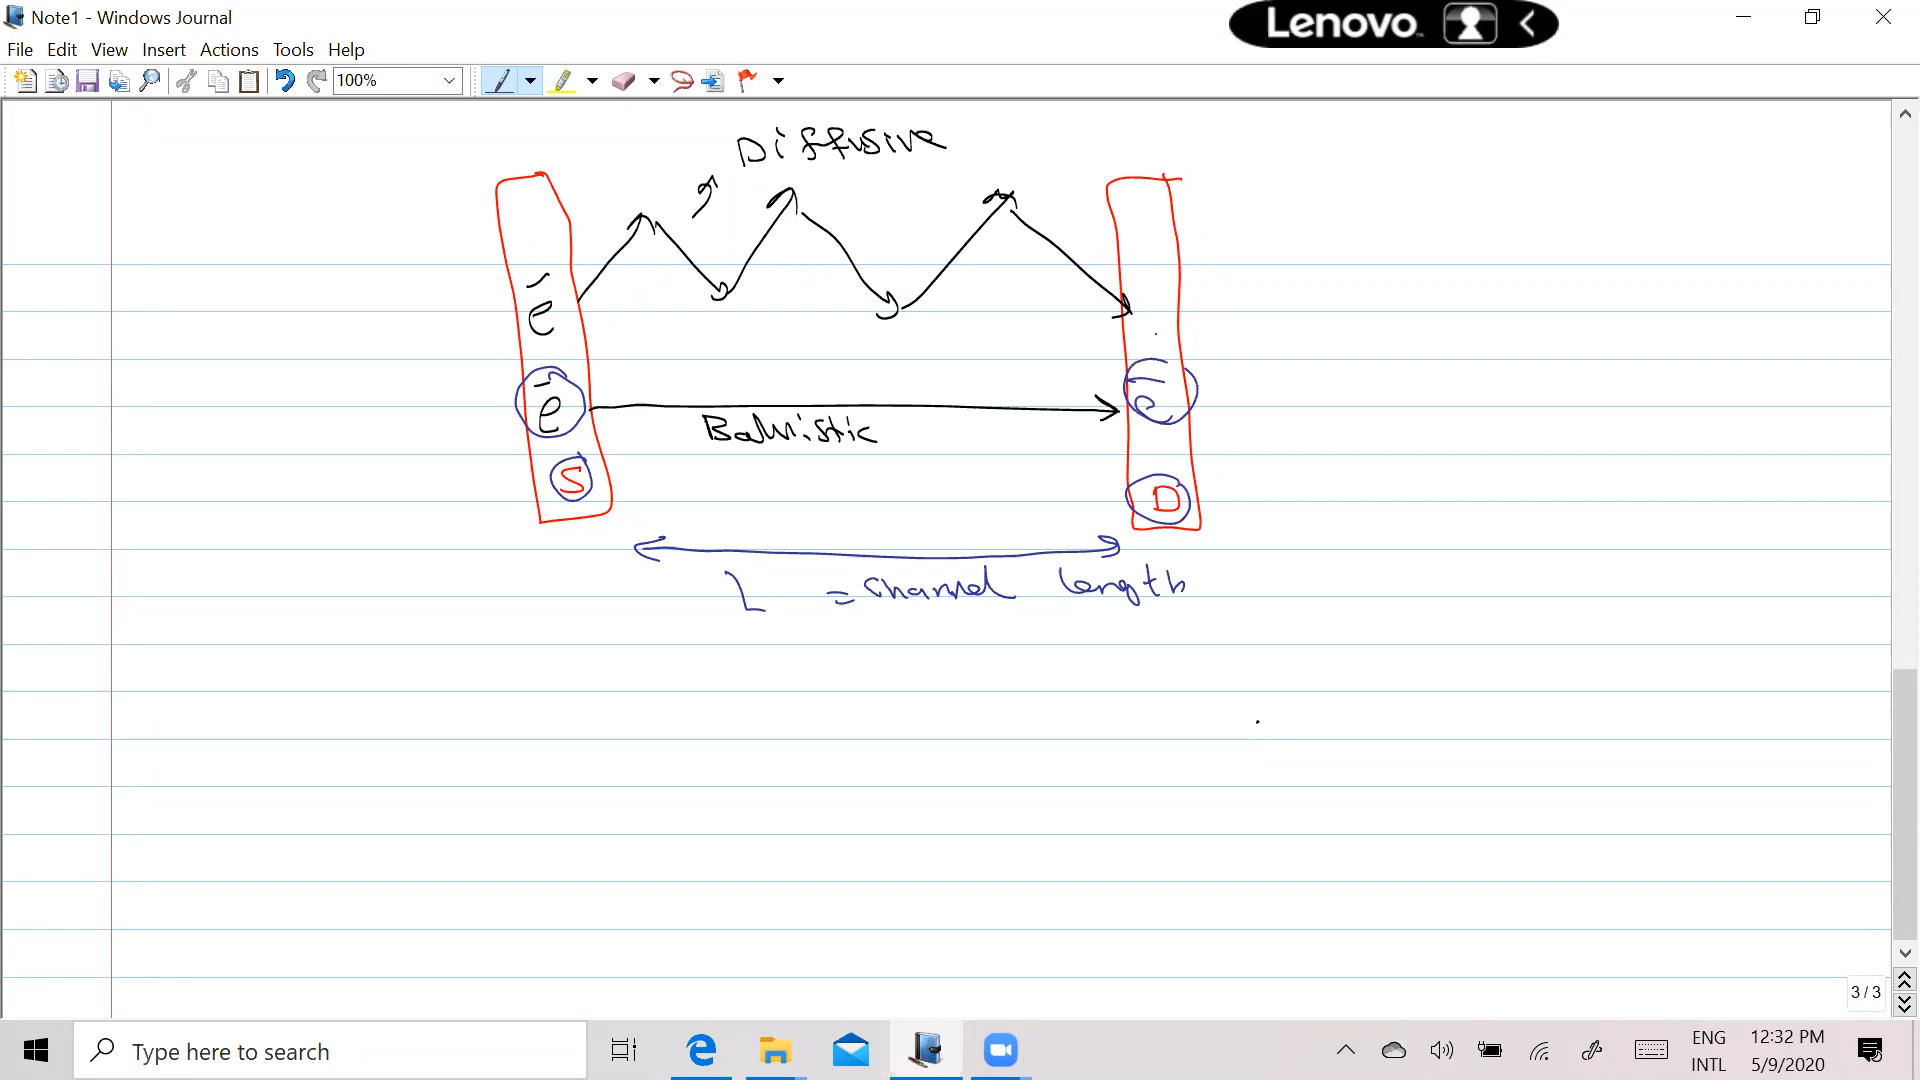 Note1 - Windows Journal
Lenovo
File Edit View Insert Actions Tools Help
100%
Diffusive
e
e
e
Ballistic
S
D
L = channel length
3 / 3
Type here to search
ENG
INTL
12:32 PM
5/9/2020